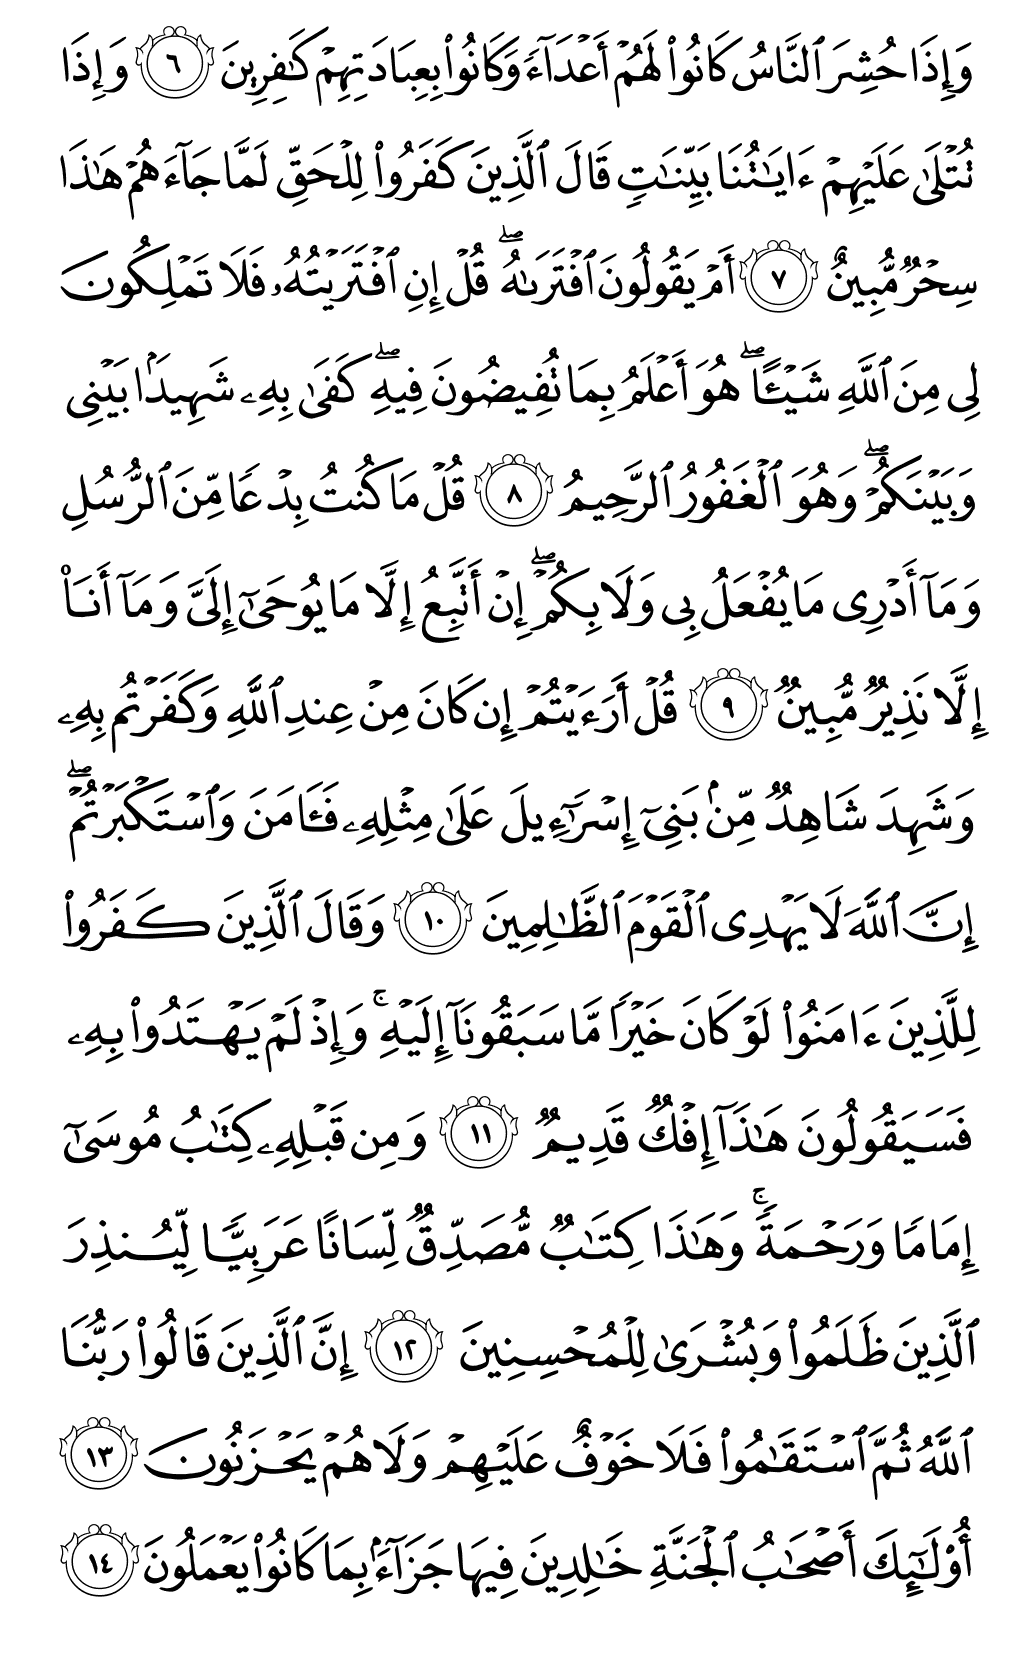 وَإِذَا حُشِرَ ٱلنَّاسُ كَانُوا۟ لَهُمْ أَعْدَآءً وَكَانُوا۟ بِعِبَادَتِهِمْ كَـٰفِرِينَ ٦ وَإِذَا
تُتْلَىٰ عَلَيْهِمْ ءَايَـٰتُنَا بَيِّنَـٰتٍ قَالَ ٱلَّذِينَ كَفَرُوا۟ لِلْحَقِّ لَمَّا جَآءَهُمْ هَـٰذَا
سِحْرٌ مُّبِينٌ ٧ أَمْ يَقُولُونَ ٱفْتَرَىٰهُ ۖ قُلْ إِنِ ٱفْتَرَيْتُهُۥ فَلَا تَمْلِكُونَ
لِى مِنَ ٱللَّهِ شَيْـًٔا ۖ هُوَ أَعْلَمُ بِمَا تُفِيضُونَ فِيهِ ۖ كَفَىٰ بِهِۦ شَهِيدًۢا بَيْنِى
وَبَيْنَكُمْ ۖ وَهُوَ ٱلْغَفُورُ ٱلرَّحِيمُ ٨ قُلْ مَا كُنتُ بِدْعًا مِّنَ ٱلرُّسُلِ
وَمَآ أَدْرِى مَا يُفْعَلُ بِى وَلَا بِكُمْ ۖ إِنْ أَتَّبِعُ إِلَّا مَا يُوحَىٰٓ إِلَىَّ وَمَآ أَنَا۠
إِلَّا نَذِيرٌ مُّبِينٌ ٩ قُلْ أَرَءَيْتُمْ إِن كَانَ مِنْ عِندِ ٱللَّهِ وَكَفَرْتُم بِهِۦ
وَشَهِدَ شَاهِدٌ مِّنۢ بَنِىٓ إِسْرَٰٓءِيلَ عَلَىٰ مِثْلِهِۦ فَـَٔامَنَ وَٱسْتَكْبَرْتُمْ ۖ
إِنَّ ٱللَّهَ لَا يَهْدِى ٱلْقَوْمَ ٱلظَّـٰلِمِينَ ١٠ وَقَالَ ٱلَّذِينَ كَفَرُوا۟
لِلَّذِينَ ءَامَنُوا۟ لَوْ كَانَ خَيْرًا مَّا سَبَقُونَآ إِلَيْهِ ۚ وَإِذْ لَمْ يَهْتَدُوا۟ بِهِۦ
فَسَيَقُولُونَ هَـٰذَآ إِفْكٌ قَدِيمٌ ١١ وَمِن قَبْلِهِۦ كِتَـٰبُ مُوسَىٰٓ
إِمَامًا وَرَحْمَةً ۚ وَهَـٰذَا كِتَـٰبٌ مُّصَدِّقٌ لِّسَانًا عَرَبِيًّا لِّيُنذِرَ
ٱلَّذِينَ ظَلَمُوا۟ وَبُشْرَىٰ لِلْمُحْسِنِينَ ١٢ إِنَّ ٱلَّذِينَ قَالُوا۟ رَبُّنَا
ٱللَّهُ ثُمَّ ٱسْتَقَـٰمُوا۟ فَلَا خَوْفٌ عَلَيْهِمْ وَلَا هُمْ يَحْزَنُونَ ١٣
أُو۟لَـٰٓئِكَ أَصْحَـٰبُ ٱلْجَنَّةِ خَـٰلِدِينَ فِيهَا جَزَآءًۢ بِمَا كَانُوا۟ يَعْمَلُونَ ١٤